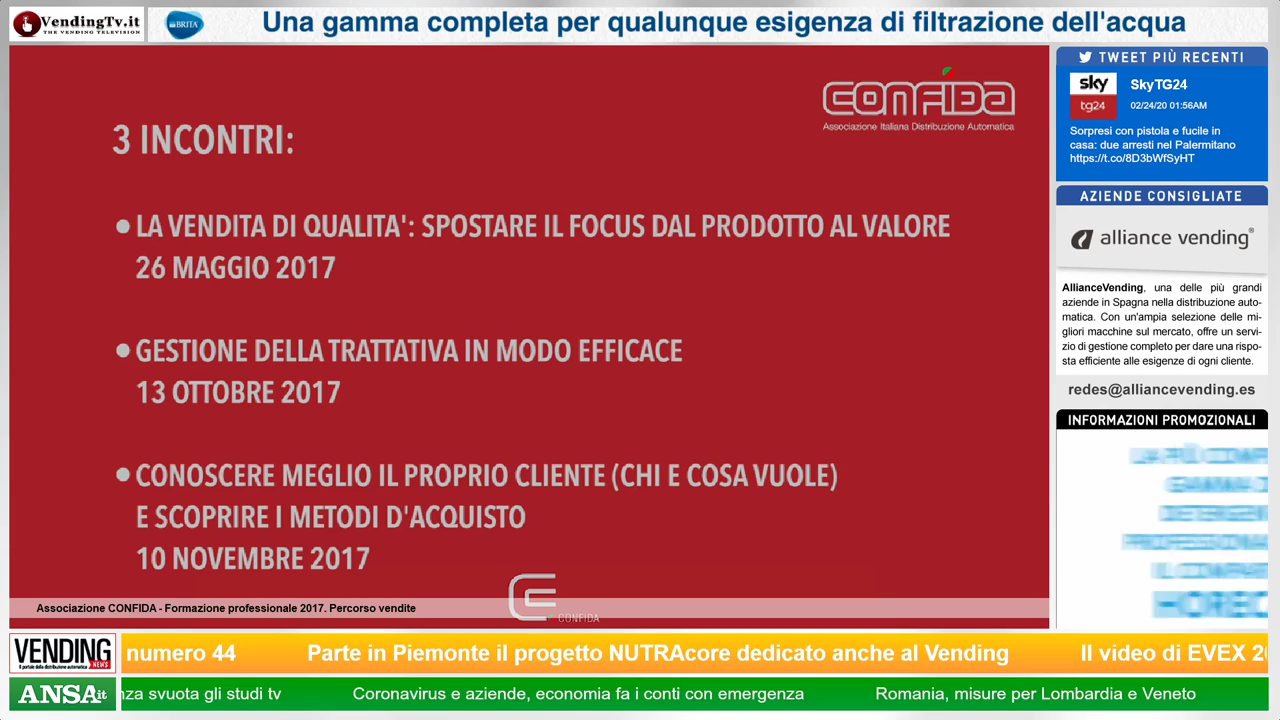 VendingTv.it
THE VENDING TELEVISION
BRITA
Una gamma completa per qualunque esigenza di filtrazione dell'acqua
CONFIDA
Associazione Italiana Distribuzione Automatica
3 INCONTRI:
•LA VENDITA DI QUALITA': SPOSTARE IL FOCUS DAL PRODOTTO AL VALORE
26 MAGGIO 2017
•GESTIONE DELLA TRATTATIVA IN MODO EFFICACE
13 OTTOBRE 2017
•CONOSCERE MEGLIO IL PROPRIO CLIENTE (CHI E COSA VUOLE)
E SCOPRIRE I METODI D'ACQUISTO
10 NOVEMBRE 2017
CONFIDA
Associazione CONFIDA - Formazione professionale 2017. Percorso vendite
TWEET PIÙ RECENTI
sky
tg24
SkyTG24
02/24/20 01:56AM
Sorpresi con pistola e fucile in
casa: due arresti nel Palermitano
https://t.co/8D3bWfSyHT
AZIENDE CONSIGLIATE
alliance vending®
AllianceVending, una delle più grandi
aziende in Spagna nella distribuzione auto-
matica. Con un'ampia selezione delle mi-
gliori macchine sul mercato, offre un servi-
zio di gestione completo per dare una rispo-
sta efficiente alle esigenze di ogni cliente.
redes@alliancevending.es
INFORMAZIONI PROMOZIONALI
VENDING
NEWS
Il portale della distribuzione automatica
numero 44 Parte in Piemonte il progetto NUTRAcore dedicato anche al Vending Il video di EVEX
ANSA.it
nza svuota gli studi tv Coronavirus e aziende, economia fa i conti con emergenza Romania, misure per Lombardia e Veneto